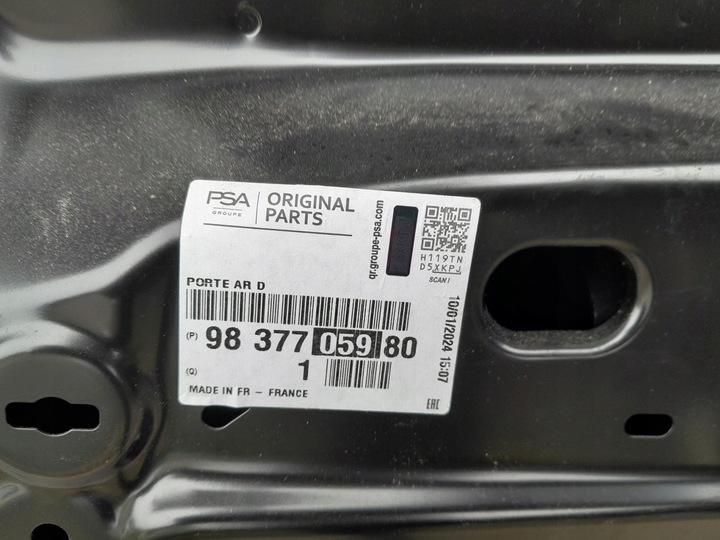 PSA
GROUPE
ORIGINAL
PARTS
qr.groupe-psa.com
H119TN
D5XKPJ
SCAN!
PORTE AR D
(P) 98 377 059 80
(Q) 1
MADE IN FR - FRANCE
10/01/2024 15:07
EAC